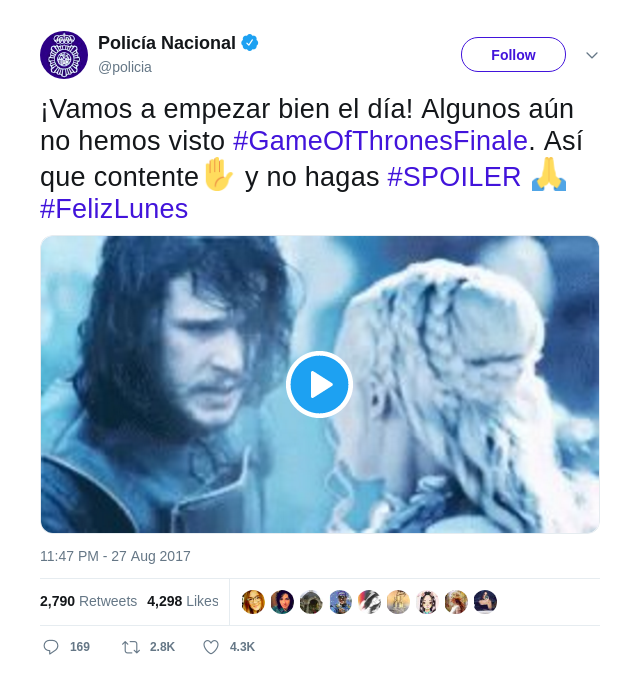 Policía Nacional
@policia
Follow
¡Vamos a empezar bien el día! Algunos aún
no hemos visto #GameOfThronesFinale. Así
que contente✋ y no hagas #SPOILER 🙏
#FelizLunes
11:47 PM - 27 Aug 2017
2,790 Retweets 4,298 Likes
169 2.8K 4.3K